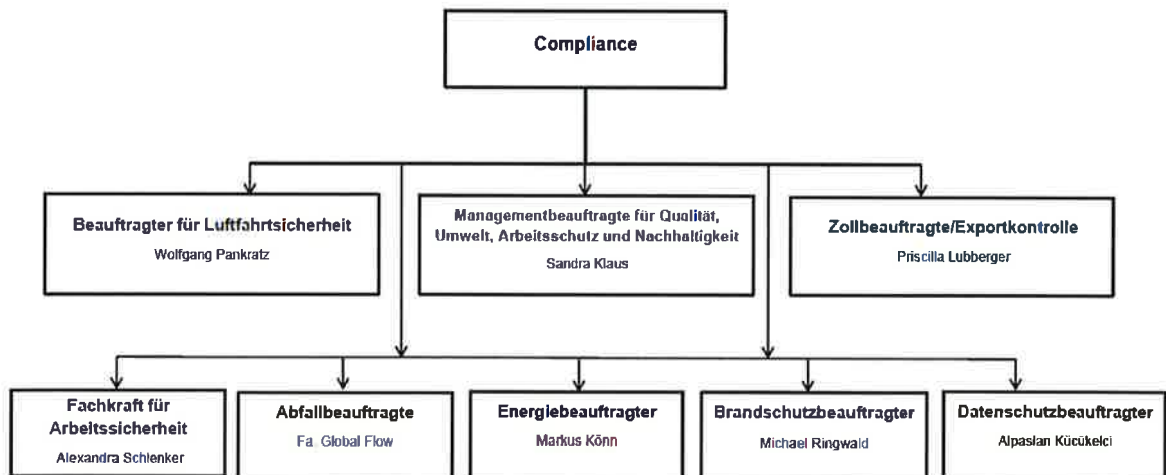 Compliance
Beauftragter für Luftfahrtsicherheit
Wolfgang Pankratz
Managementbeauftragte für Qualität,
Umwelt, Arbeitsschutz und Nachhaltigkeit
Sandra Klaus
Zollbeauftragte/Exportkontrolle
Priscilla Lubberger
Fachkraft für
Arbeitssicherheit
Alexandra Schlenker
Abfallbeauftragte
Fa. Global Flow
Energiebeauftragter
Markus Könn
Brandschutzbeauftragter
Michael Ringwald
Datenschutzbeauftragter
Alpaslan Kücükelci